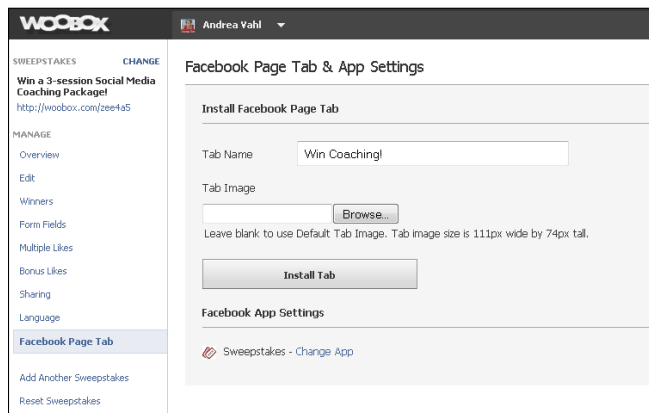 WOOBOX
Andrea Vahl
SWEEPSTAKES CHANGE
Win a 3-session Social Media
Coaching Package!
http://woobox.com/zee4a5
MANAGE
Overview
Edit
Winners
Form Fields
Multiple Likes
Bonus Likes
Sharing
Language
Facebook Page Tab
Add Another Sweepstakes
Reset Sweepstakes
Facebook Page Tab & App Settings
Install Facebook Page Tab
Tab Name Win Coaching!
Tab Image
Browse...
Leave blank to use Default Tab Image. Tab image size is 111px wide by 74px tall.
Install Tab
Facebook App Settings
Sweepstakes - Change App